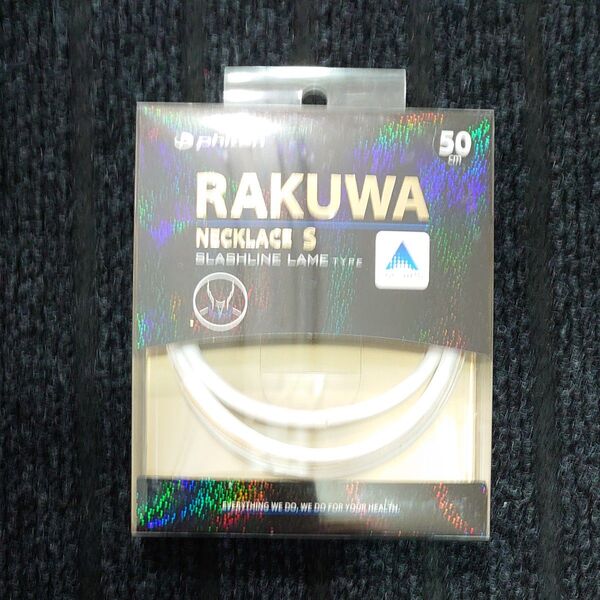 phiten
50
cm
RAKUWA
NECKLACE S
SLASHLINE LAME TYPE
EVERYTHING WE DO, WE DO FOR YOUR HEALTH.